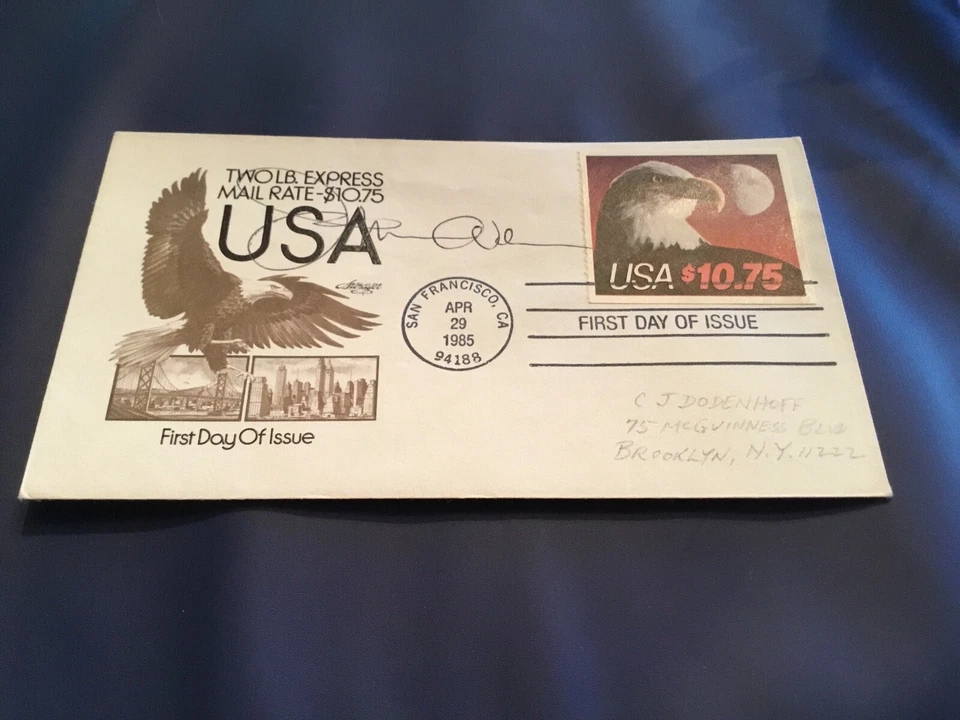 TWO LB. EXPRESS
MAIL RATE-$10.75
USA
First Day Of Issue
SAN FRANCISCO, CA
APR
29
1985
94188
USA $10.75
FIRST DAY OF ISSUE
C J DODENHOFF
75 MCGUINNESS BLVD
BROOKLYN, N.Y. 11222